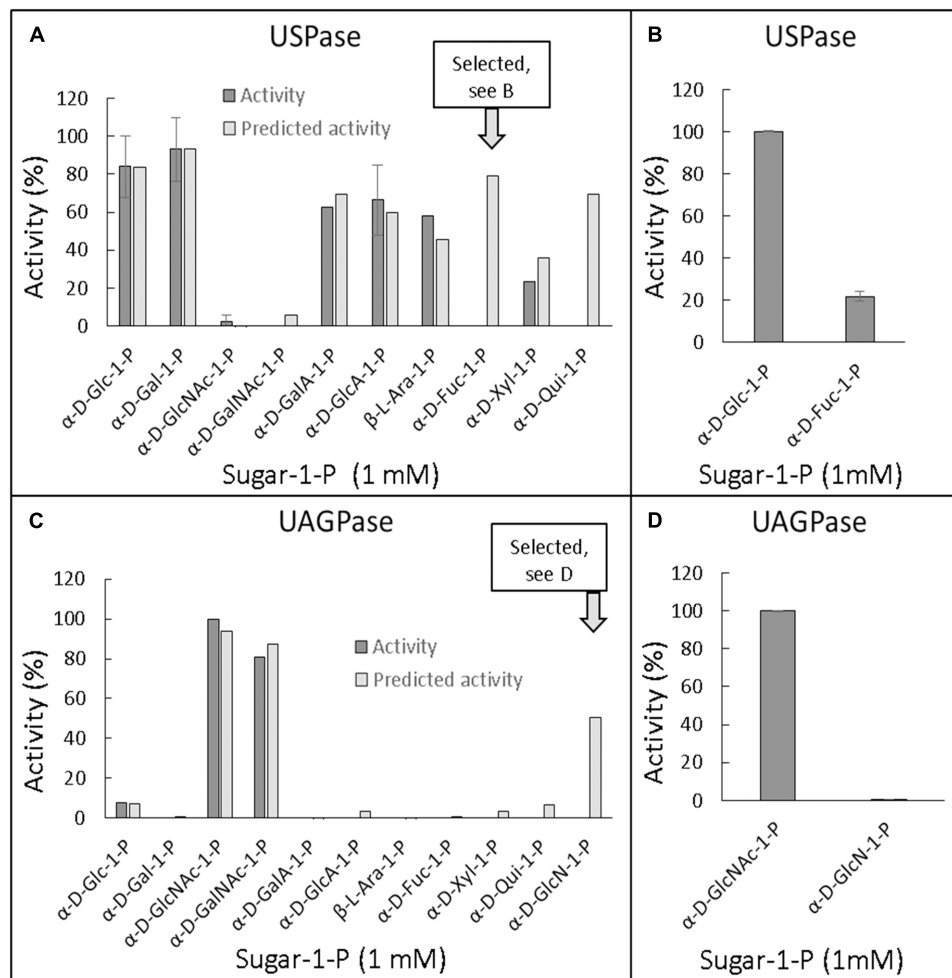 A
USPase
Selected,
see B
Activity
Predicted activity
Activity (%)
120
100
80
60
40
20
0
α-D-Glc-1-P
α-D-Gal-1-P
α-D-GlcNAc-1-P
α-D-GalNAc-1-P
α-D-GalA-1-P
α-D-GlcA-1-P
β-L-Ara-1-P
α-D-Fuc-1-P
α-D-Xyl-1-P
α-D-Qui-1-P
Sugar-1-P (1 mM)
B
USPase
Activity (%)
120
100
80
60
40
20
0
α-D-Glc-1-P
α-D-Fuc-1-P
Sugar-1-P (1mM)
C
UAGPase
Selected,
see D
Activity
Predicted activity
Activity (%)
120
100
80
60
40
20
0
α-D-Glc-1-P
α-D-Gal-1-P
α-D-GlcNAc-1-P
α-D-GalNAc-1-P
α-D-GalA-1-P
α-D-GlcA-1-P
β-L-Ara-1-P
α-D-Fuc-1-P
α-D-Xyl-1-P
α-D-Qui-1-P
α-D-GlcN-1-P
Sugar-1-P (1 mM)
D
UAGPase
Activity (%)
120
100
80
60
40
20
0
α-D-GlcNAc-1-P
α-D-GlcN-1-P
Sugar-1-P (1mM)